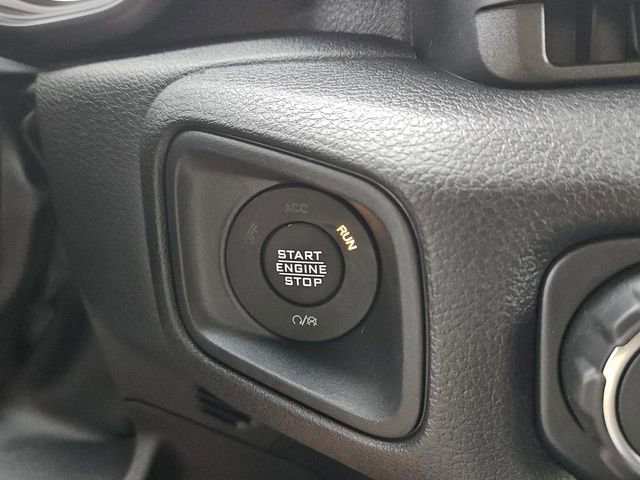 ACC
OFF
RUN
START
ENGINE
STOP